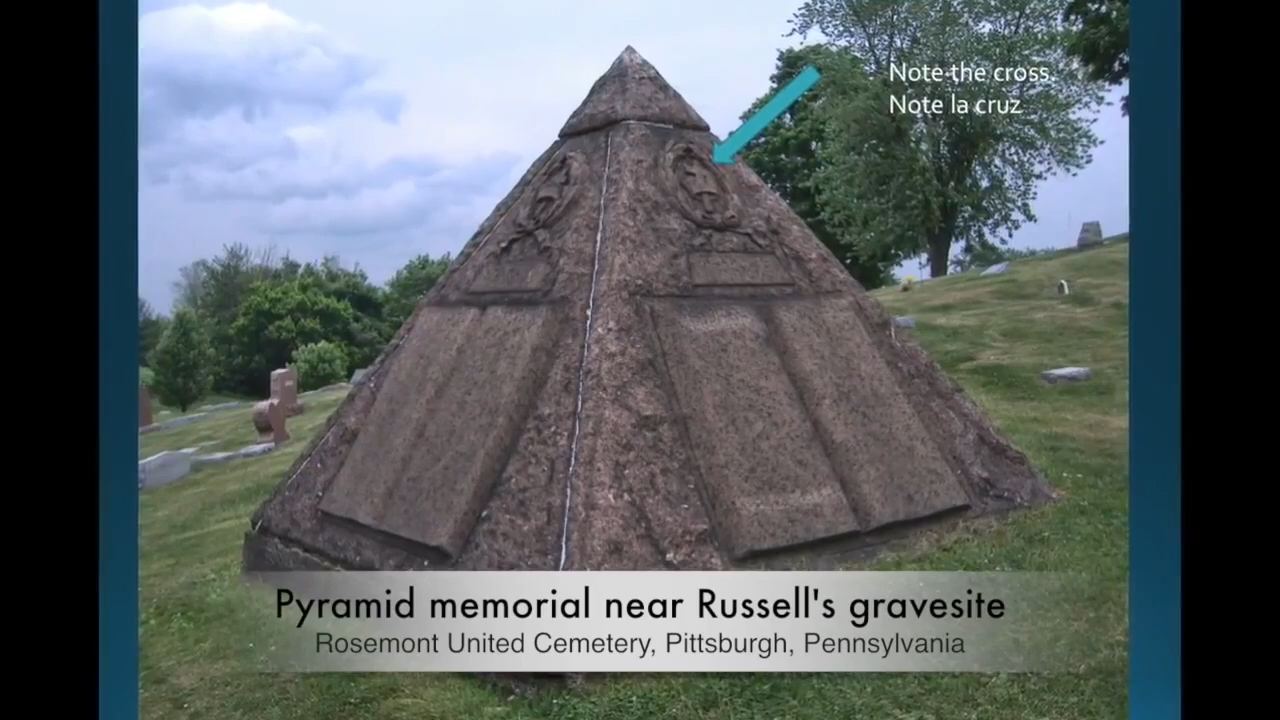 Note the cross.
Note la cruz
Pyramid memorial near Russell's gravesite
Rosemont United Cemetery, Pittsburgh, Pennsylvania